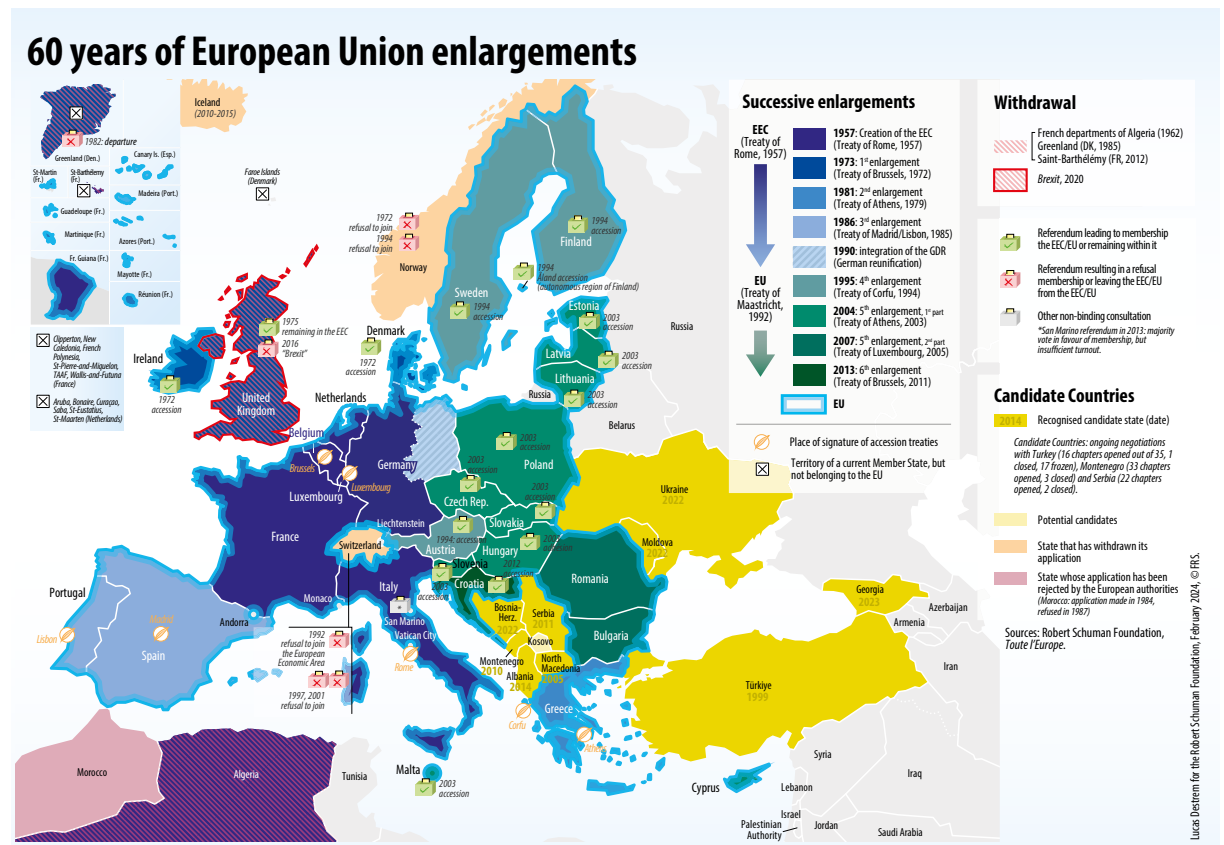 60 years of European Union enlargements
1982: departure
Greenland (Den.)
Canary Is. (Esp.)
St-Martin
(Fr.)
St-Barthélemy
(Fr.)
Madeira (Port.)
Guadeloupe (Fr.)
Martinique (Fr.)
Azores (Port.)
Fr. Guiana (Fr.)
Mayotte (Fr.)
Réunion (Fr.)
Clipperton, New
Caledonia, French
Polynesia,
St-Pierre-and-Miquelon,
TAAF, Wallis-and-Futuna
(France)
Aruba, Bonaire, Curaçao,
Saba, St-Eustatius,
St-Maarten (Netherlands)
Iceland
(2010-2015)
Faroe Islands
(Denmark)
1972
refusal to join
1994
refusal to join
Norway
Sweden
1994
accession
1994
accession
Finland
1994
Åland accession
(autonomous region of Finland)
Estonia
2003
accession
Latvia
2003
accession
Lithuania
2003
accession
Russia
Russia
Belarus
1975
remaining in the EEC
2016
"Brexit"
Ireland
1972
accession
United
Kingdom
Denmark
1972
accession
Netherlands
Belgium
Brussels
Luxembourg
Luxembourg
Germany
2003
accession
Poland
2003
accession
Czech Rep.
2003
accession
Slovakia
Liechtenstein
1994: accession
Austria
Hungary
2003
accession
Switzerland
France
Monaco
Italy
San Marino
Vatican City
Rome
Slovenia
2003
accession
Croatia
2012
accession
Bosnia-
Herz.
2022
Serbia
2011
Kosovo
Montenegro
2010
Albania
2014
North
Macedonia
2005
Romania
Bulgaria
Greece
Corfu
Athens
Ukraine
2022
Moldova
2022
Georgia
2023
Azerbaijan
Armenia
Iran
Türkiye
1999
Syria
Iraq
Lebanon
Israel
Palestinian
Authority
Jordan
Saudi Arabia
Cyprus
Malta
2003
accession
Portugal
Lisbon
Madrid
Spain
Andorra
1992
refusal to join
the European
Economic Area
1997, 2001
refusal to join
Morocco
Algeria
Tunisia
Successive enlargements
EEC
(Treaty of
Rome, 1957)
EU
(Treaty of
Maastricht,
1992)
1957: Creation of the EEC
(Treaty of Rome, 1957)
1973: 1st enlargement
(Treaty of Brussels, 1972)
1981: 2nd enlargement
(Treaty of Athens, 1979)
1986: 3rd enlargement
(Treaty of Madrid/Lisbon, 1985)
1990: integration of the GDR
(German reunification)
1995: 4th enlargement
(Treaty of Corfu, 1994)
2004: 5th enlargement, 1st part
(Treaty of Athens, 2003)
2007: 5th enlargement, 2nd part
(Treaty of Luxembourg, 2005)
2013: 6th enlargement
(Treaty of Brussels, 2011)
EU
Place of signature of accession treaties
Territory of a current Member State, but
not belonging to the EU
Withdrawal
French departments of Algeria (1962)
Greenland (DK, 1985)
Saint-Barthélémy (FR, 2012)
Brexit, 2020
Referendum leading to membership
the EEC/EU or remaining within it
Referendum resulting in a refusal
membership or leaving the EEC/EU
from the EEC/EU
Other non-binding consultation
*San Marino referendum in 2013: majority
vote in favour of membership, but
insufficient turnout.
Candidate Countries
2014 Recognised candidate state (date)
Candidate Countries: ongoing negotiations
with Turkey (16 chapters opened out of 35, 1
closed, 17 frozen), Montenegro (33 chapters
opened, 3 closed) and Serbia (22 chapters
opened, 2 closed).
Potential candidates
State that has withdrawn its
application
State whose application has been
rejected by the European authorities
(Morocco: application made in 1984,
refused in 1987)
Sources: Robert Schuman Foundation,
Toute l'Europe.
Lucas Destrem for the Robert Schuman Foundation, February 2024, © FRS.